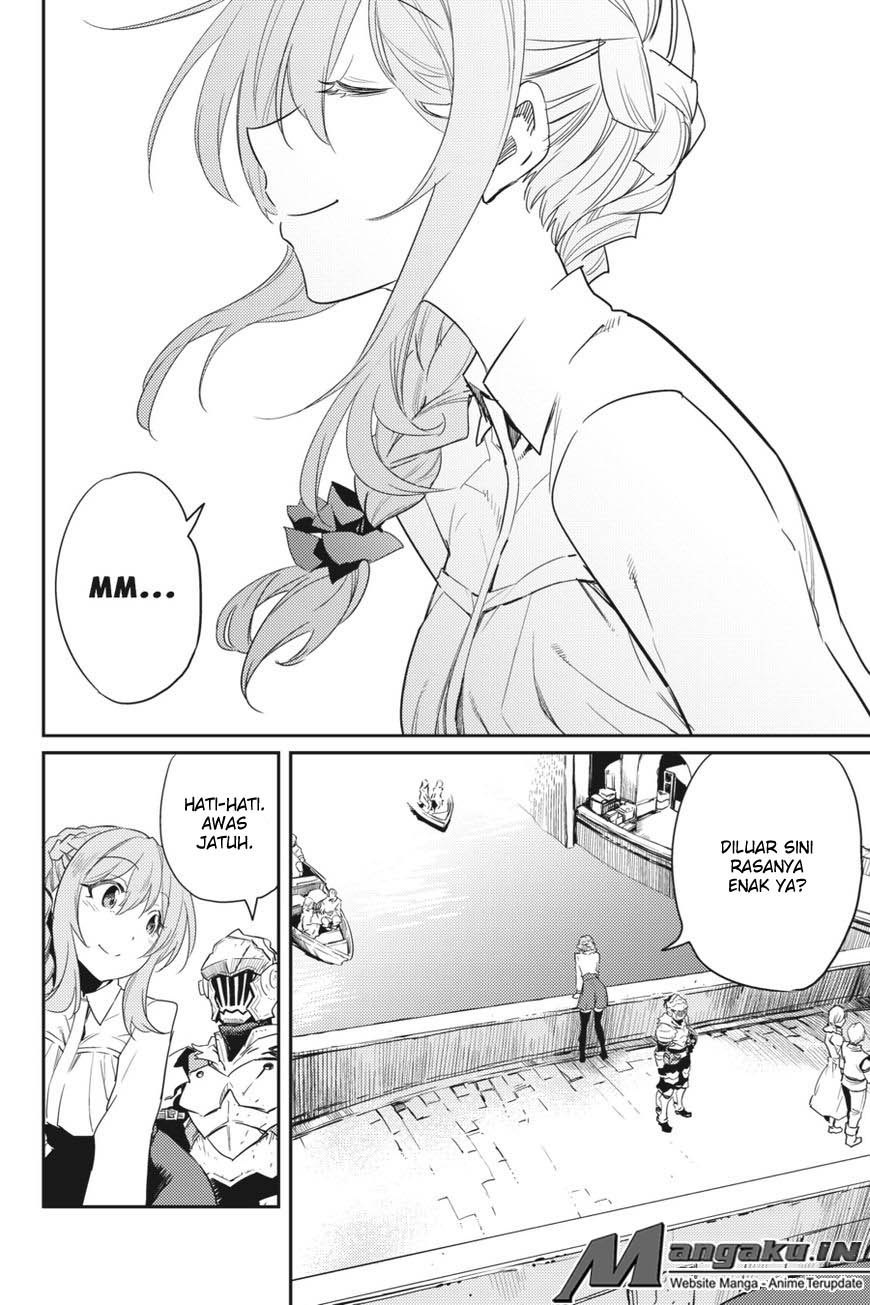 MM...
DILUAR SINI
RASANYA
ENAK YA?
HATI-HATI.
AWAS
JATUH.
Mangaku.IN
Website Manga - Anime Terupdate